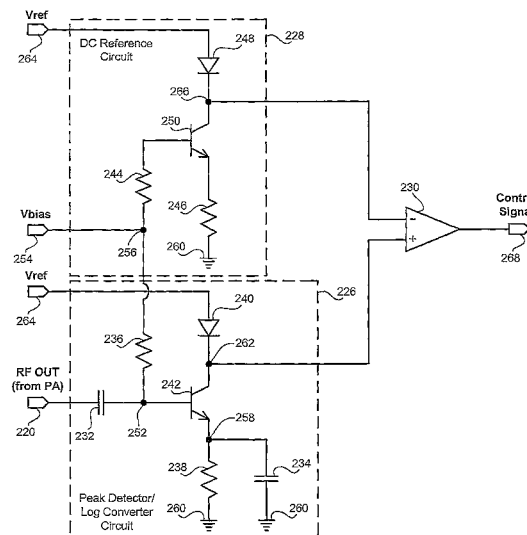 Vref
264
DC Reference
Circuit
248
228
266
250
244
246
230
Control
Signal
268
Vbias
254
256
260
Vref
264
226
240
236
262
RF OUT
(from PA)
220
232
252
242
258
238
234
260
260
Peak Detector/
Log Converter
Circuit
-
+